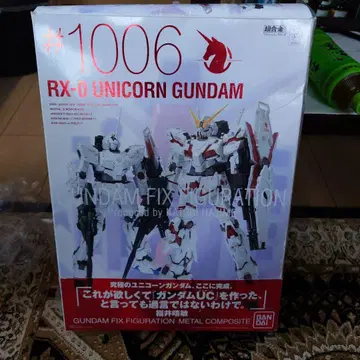 #1006
超合金
RX-0 UNICORN GUNDAM
GUNDAM FIX FIGURATION
究極のユニコーンガンダム、ここに完成。
「これが欲しくて『ガンダムUC』を作った、
と言っても過言ではないわけで。
福井晴敏
GUNDAM FIX FIGURATION METAL COMPOSITE
BAN
DAI